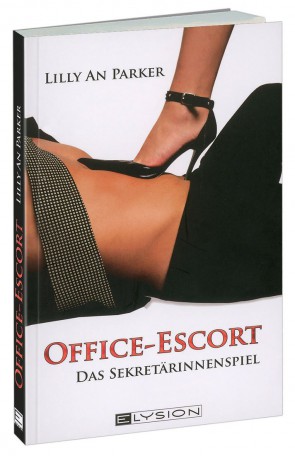 LILLY AN PARKER
OFFICE-ESCORT
DAS SEKRETÄRINNENSPIEL
ELYSION
OFFICE-ESCORT LILLY AN PARKER